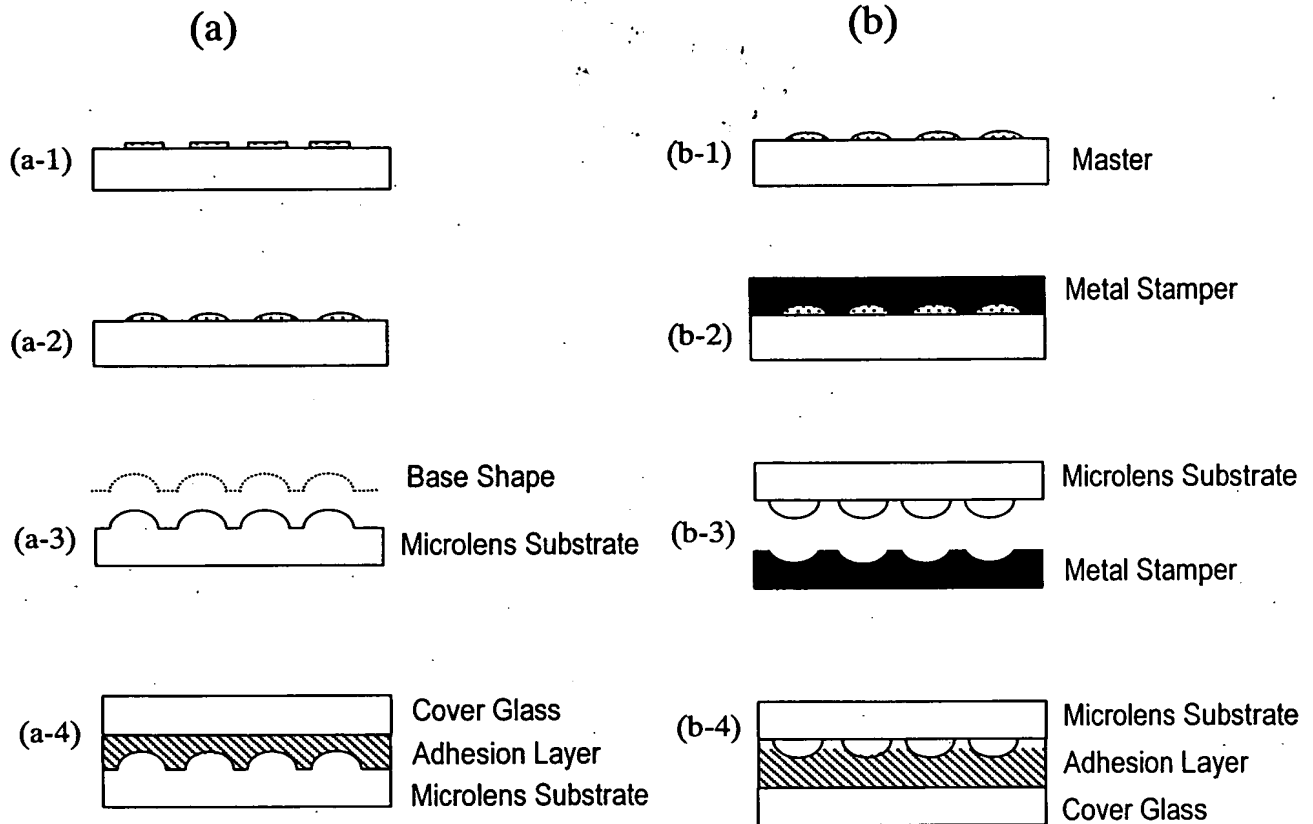 (a)
(a-1)
(a-2)
(a-3)
Base Shape
Microlens Substrate
(a-4)
Cover Glass
Adhesion Layer
Microlens Substrate
(b)
(b-1)
Master
(b-2)
Metal Stamper
(b-3)
Microlens Substrate
Metal Stamper
(b-4)
Microlens Substrate
Adhesion Layer
Cover Glass